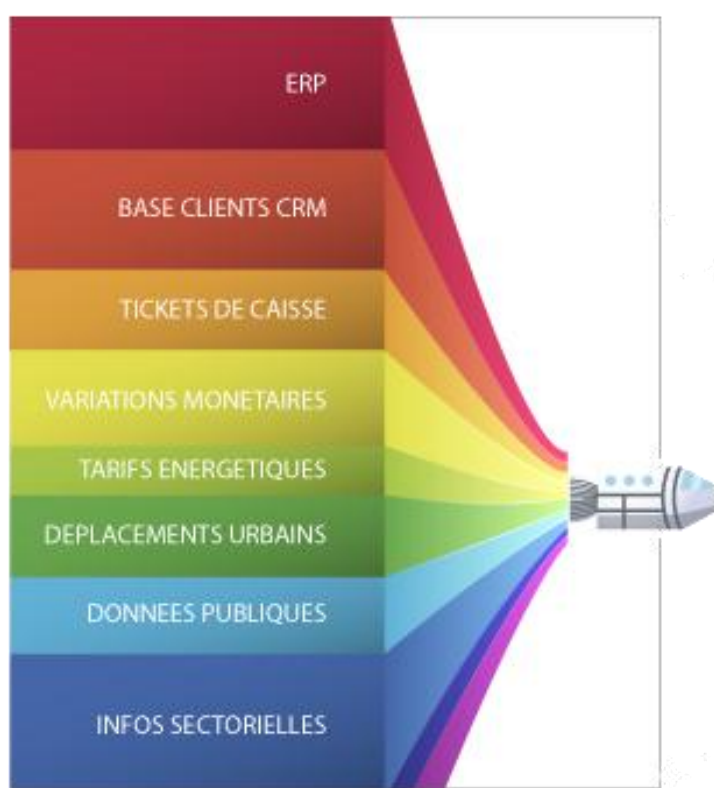 ERP
BASE CLIENTS CRM
TICKETS DE CAISSE
VARIATIONS MONETAIRES
TARIFS ENERGETIQUES
DEPLACEMENTS URBAINS
DONNEES PUBLIQUES
INFOS SECTORIELLES